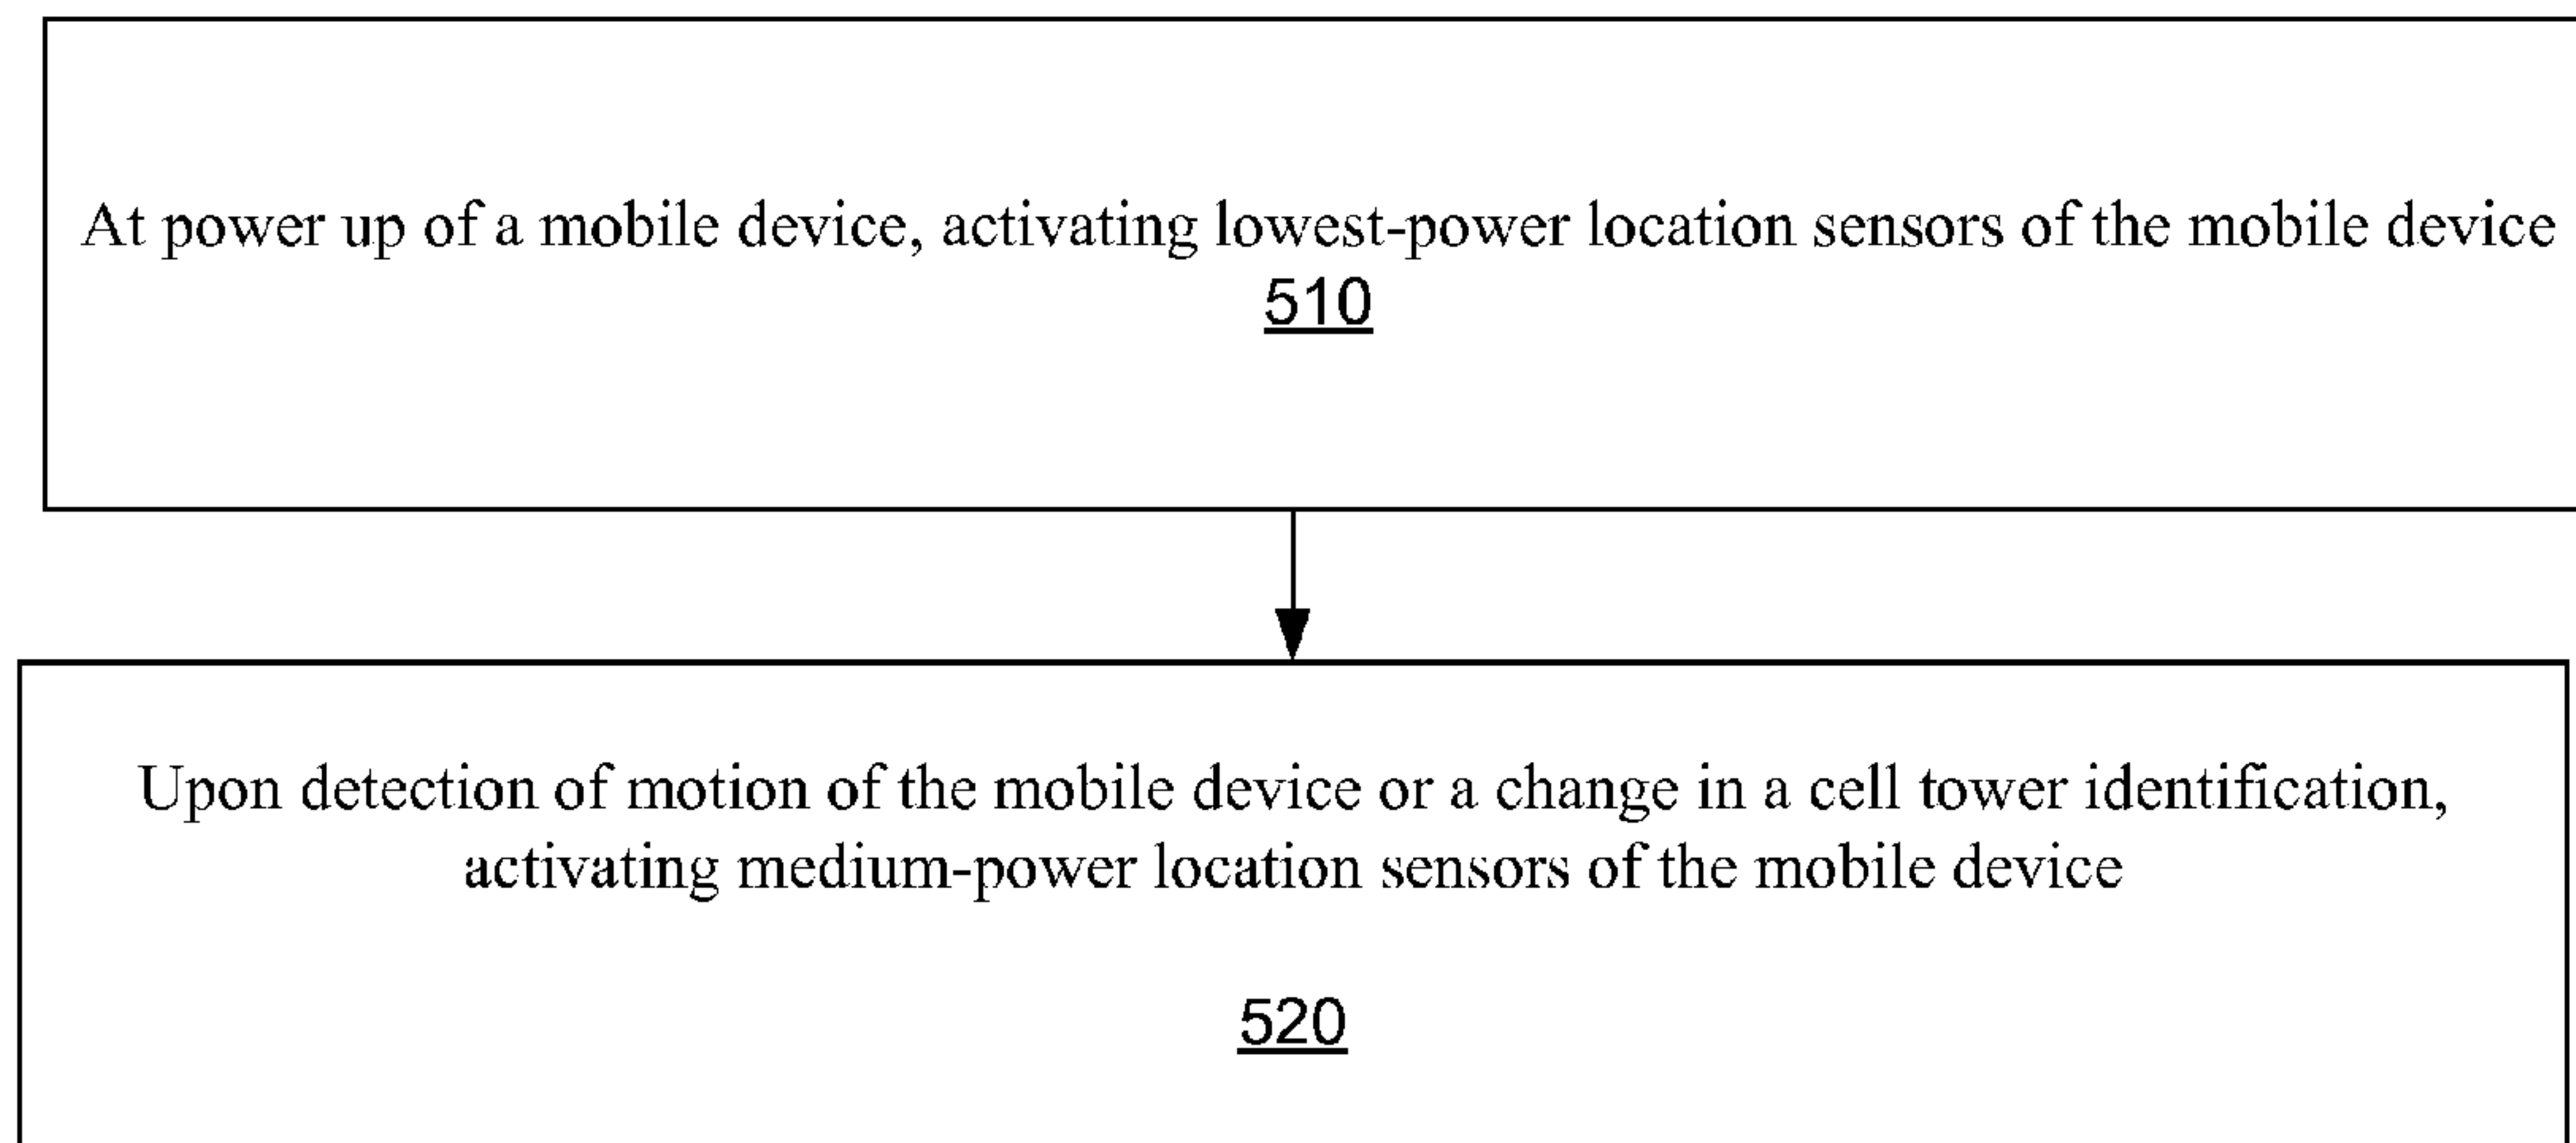 At power up of a mobile device, activating lowest-power location sensors of the mobile device
510
Upon detection of motion of the mobile device or a change in a cell tower identification,
activating medium-power location sensors of the mobile device
520